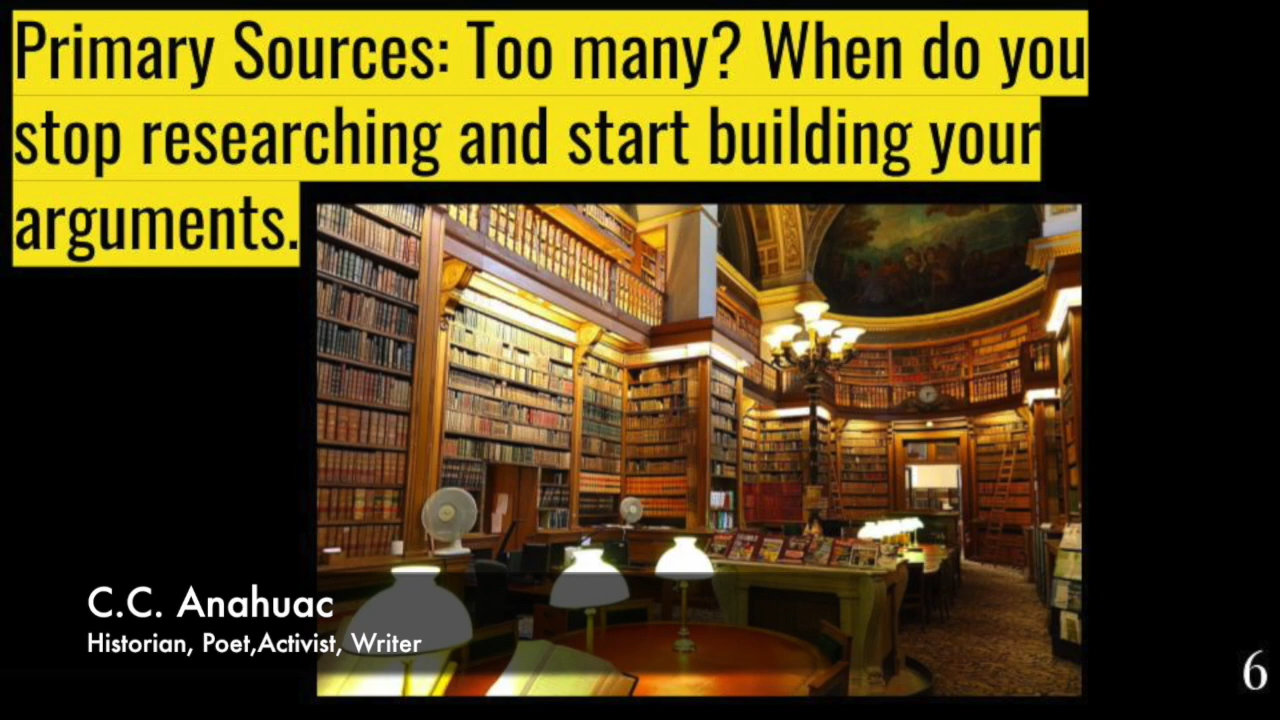 Primary Sources: Too many? When do you
stop researching and start building your
arguments.
C.C. Anahuac
Historian, Poet,Activist, Writer
6